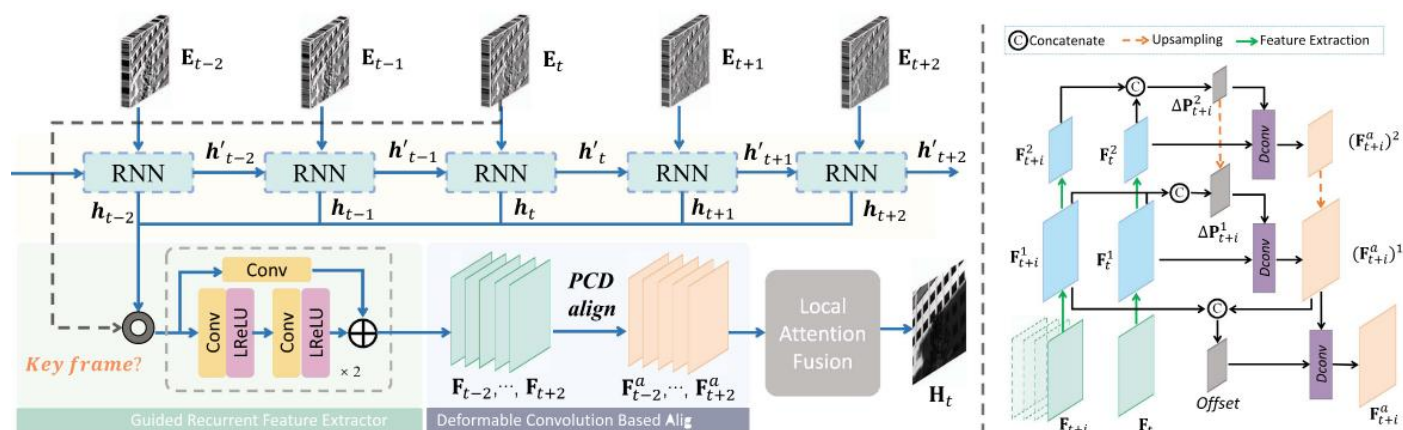 E_{t−2}
E_{t−1}
E_t
E_{t+1}
E_{t+2}
RNN
h'_{t−2}
RNN
h'_{t−1}
RNN
h'_t
RNN
h'_{t+1}
RNN
h'_{t+2}
h_{t−2}
h_{t−1}
h_t
h_{t+1}
h_{t+2}
Conv
Conv
LReLU
Conv
LReLU
× 2
Key frame?
PCD
align
F_{t−2},⋯, F_{t+2}
F^a_{t−2},⋯, F^a_{t+2}
Local
Attention
Fusion
H_t
Guided Recurrent Feature Extractor
Deformable Convolution Based Alig
C Concatenate
Upsampling
Feature Extraction
C
ΔP^2_{t+i}
F^2_{t+i}
F^2_t
Dconv
(F^a_{t+i})^2
C
ΔP^1_{t+i}
F^1_{t+i}
F^1_t
Dconv
(F^a_{t+i})^1
C
Dconv
Offset
F_{t+i}
F_t
F^a_{t+i}